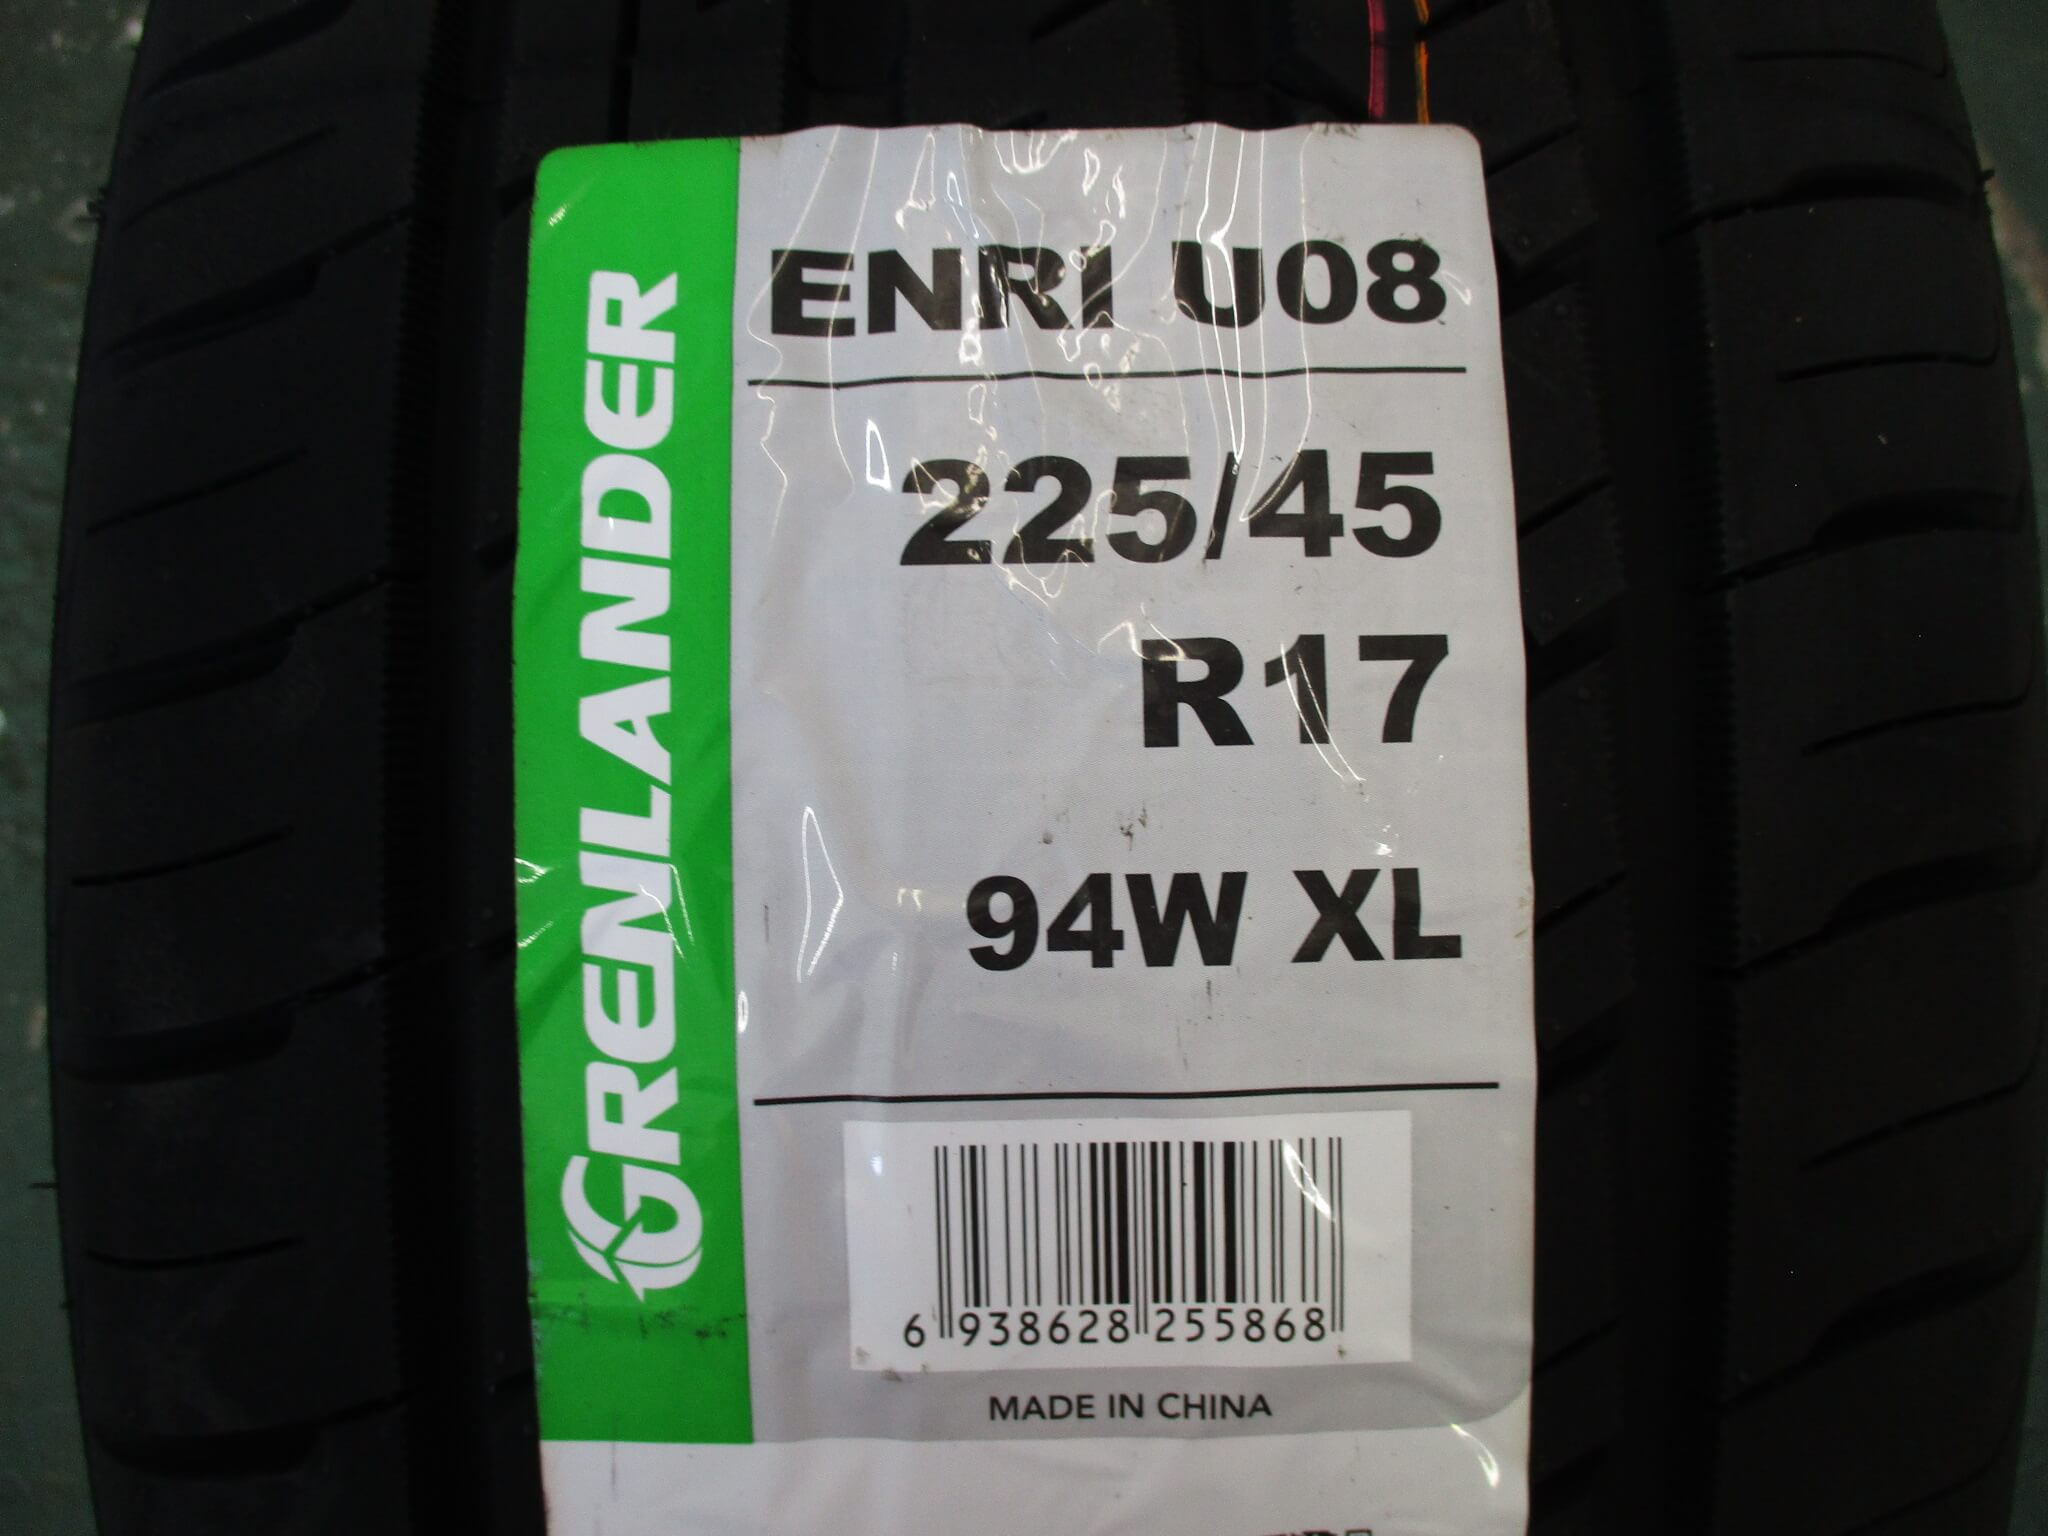 GRENLANDER
ENRI U08
225/45
R17
94W XL
6 938628 255868
MADE IN CHINA